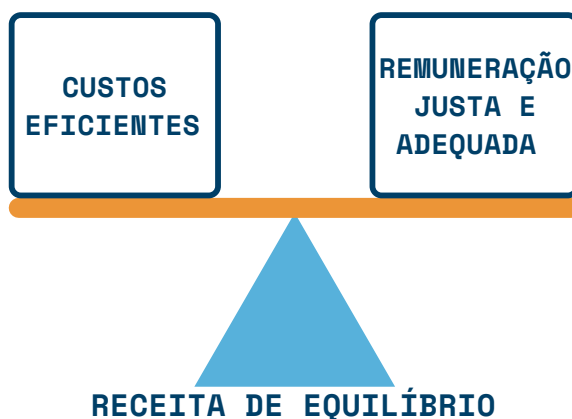 CUSTOS
EFICIENTES
REMUNERAÇÃO
JUSTA E
ADEQUADA
RECEITA DE EQUILÍBRIO